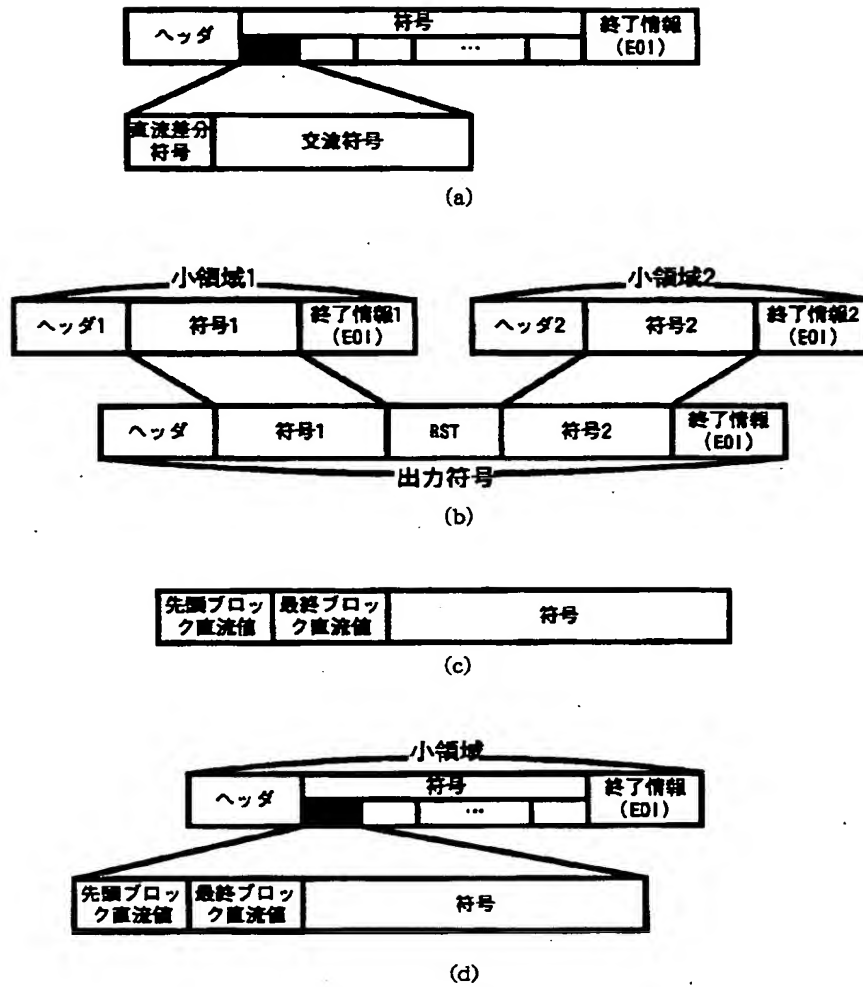 ヘッダ
符号
終了情報
(EOI)
…
直流差分
符号
交流符号
(a)
小領域1
小領域2
ヘッダ1
符号1
終了情報1
(EOI)
ヘッダ2
符号2
終了情報2
(EOI)
ヘッダ
符号1
RST
符号2
終了情報
(EOI)
出力符号
(b)
先頭ブロッ
ク直流値
最終ブロッ
ク直流値
符号
(c)
小領域
ヘッダ
符号
終了情報
(EOI)
…
先頭ブロッ
ク直流値
最終ブロッ
ク直流値
符号
(d)